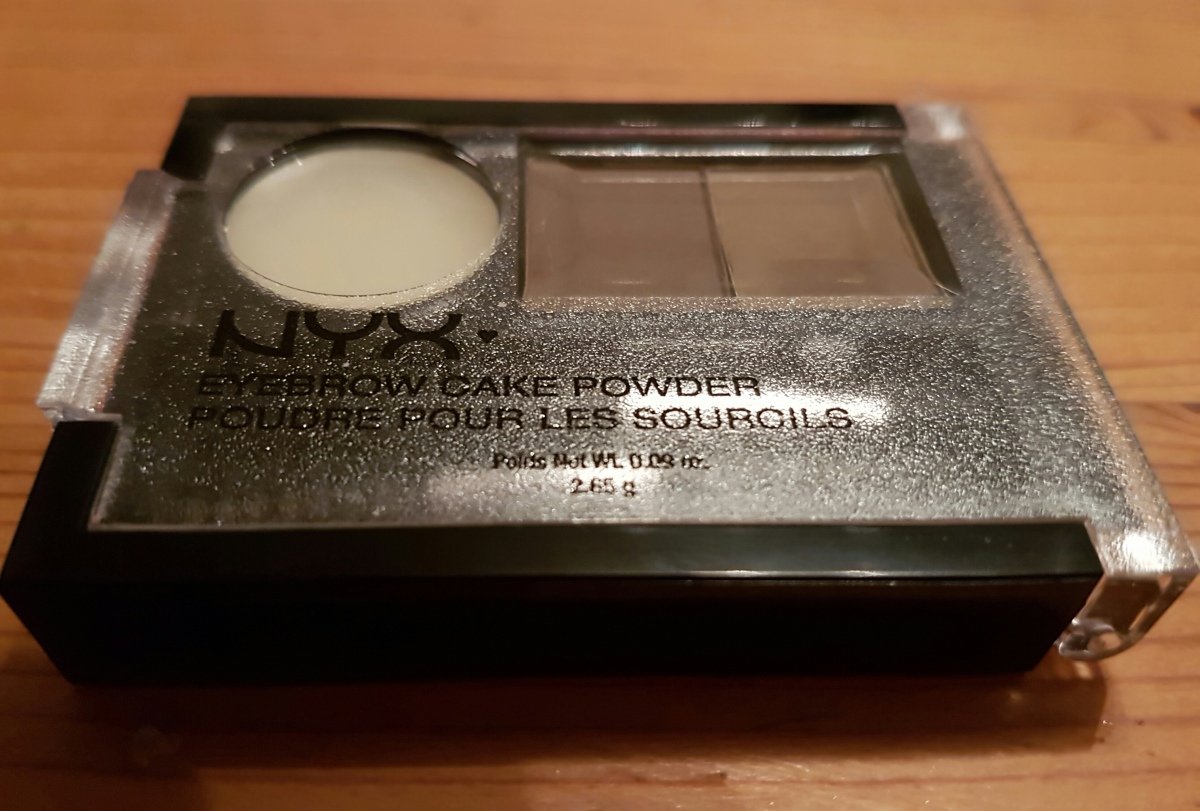 NYX
EYEBROW CAKE POWDER
POUDRE POUR LES SOURCILS
Poids Net Wt. 0.09 oz.
2.65 g